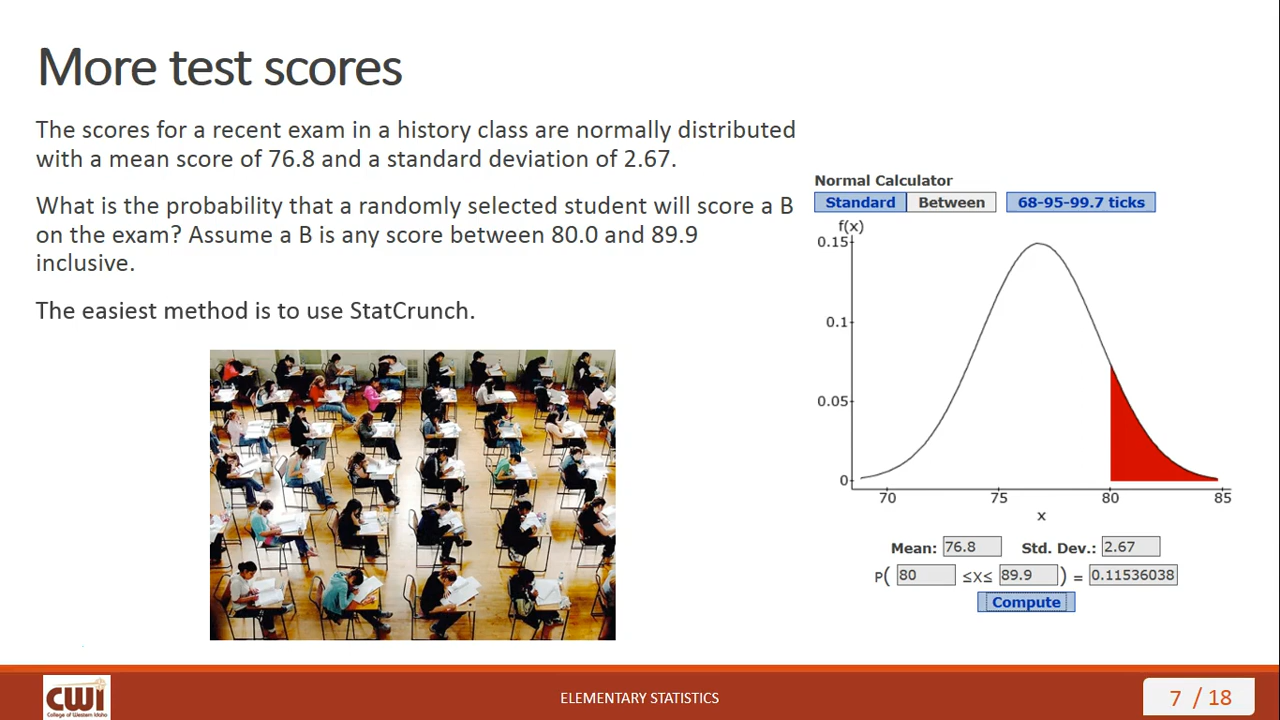 More test scores
The scores for a recent exam in a history class are normally distributed
with a mean score of 76.8 and a standard deviation of 2.67.
What is the probability that a randomly selected student will score a B
on the exam? Assume a B is any score between 80.0 and 89.9
inclusive.
The easiest method is to use StatCrunch.
Normal Calculator
Standard Between 68-95-99.7 ticks
f(x)
0.15
0.1
0.05
0
70 75 80 85
x
Mean: 76.8 Std. Dev.: 2.67
P( 80 ≤X≤ 89.9 ) = 0.11536038
Compute
CWI
College of Western Idaho
ELEMENTARY STATISTICS
7 / 18